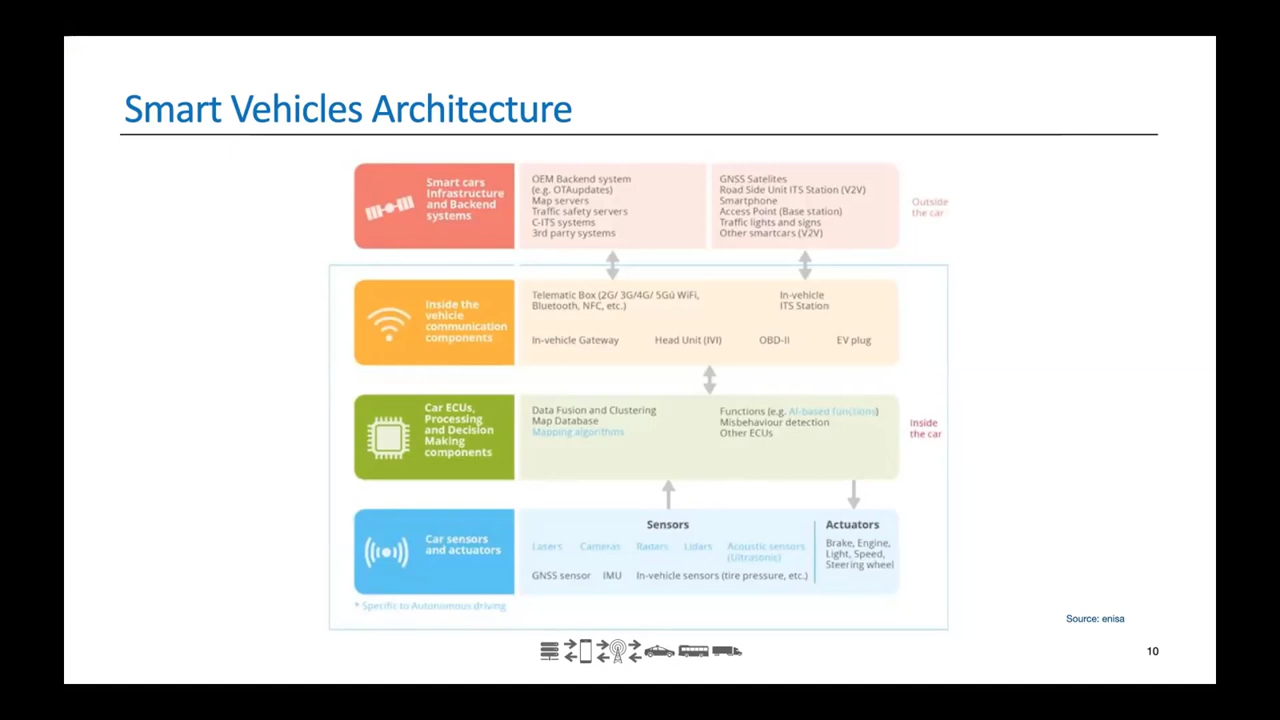 Smart Vehicles Architecture
Smart cars
Infrastructure
and Backend
systems
OEM Backend system
(e.g. OTAupdates)
Map servers
Traffic safety servers
C-ITS systems
3rd party systems
GNSS Satelites
Road Side Unit ITS Station (V2V)
Smartphone
Access Point (Base station)
Traffic lights and signs
Other smartcars (V2V)
Outside
the car
Inside the
vehicle
communication
components
Telematic Box (2G/ 3G/4G/ 5Gú WiFi,
Bluetooth, NFC, etc.)
In-vehicle
ITS Station
In-vehicle Gateway
Head Unit (IVI)
OBD-II
EV plug
Car ECUs,
Processing
and Decision
Making
components
Data Fusion and Clustering
Map Database
Mapping algorithms
Functions (e.g. AI-based functions)
Misbehaviour detection
Other ECUs
Inside
the car
Car sensors
and actuators
Sensors
Lasers
Cameras
Radars
Lidars
Acoustic sensors
(Ultrasonic)
GNSS sensor
IMU
In-vehicle sensors (tire pressure, etc.)
Actuators
Brake, Engine,
Light, Speed,
Steering wheel
* Specific to Autonomous driving
Source: enisa
10